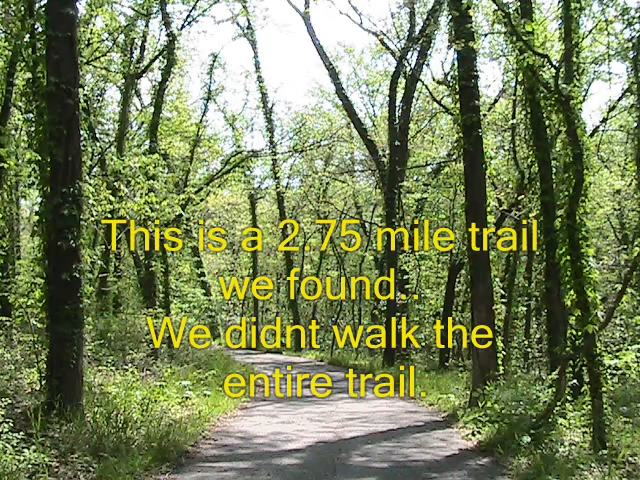 This is a 2.75 mile trail
we found..
We didnt walk the
entire trail.